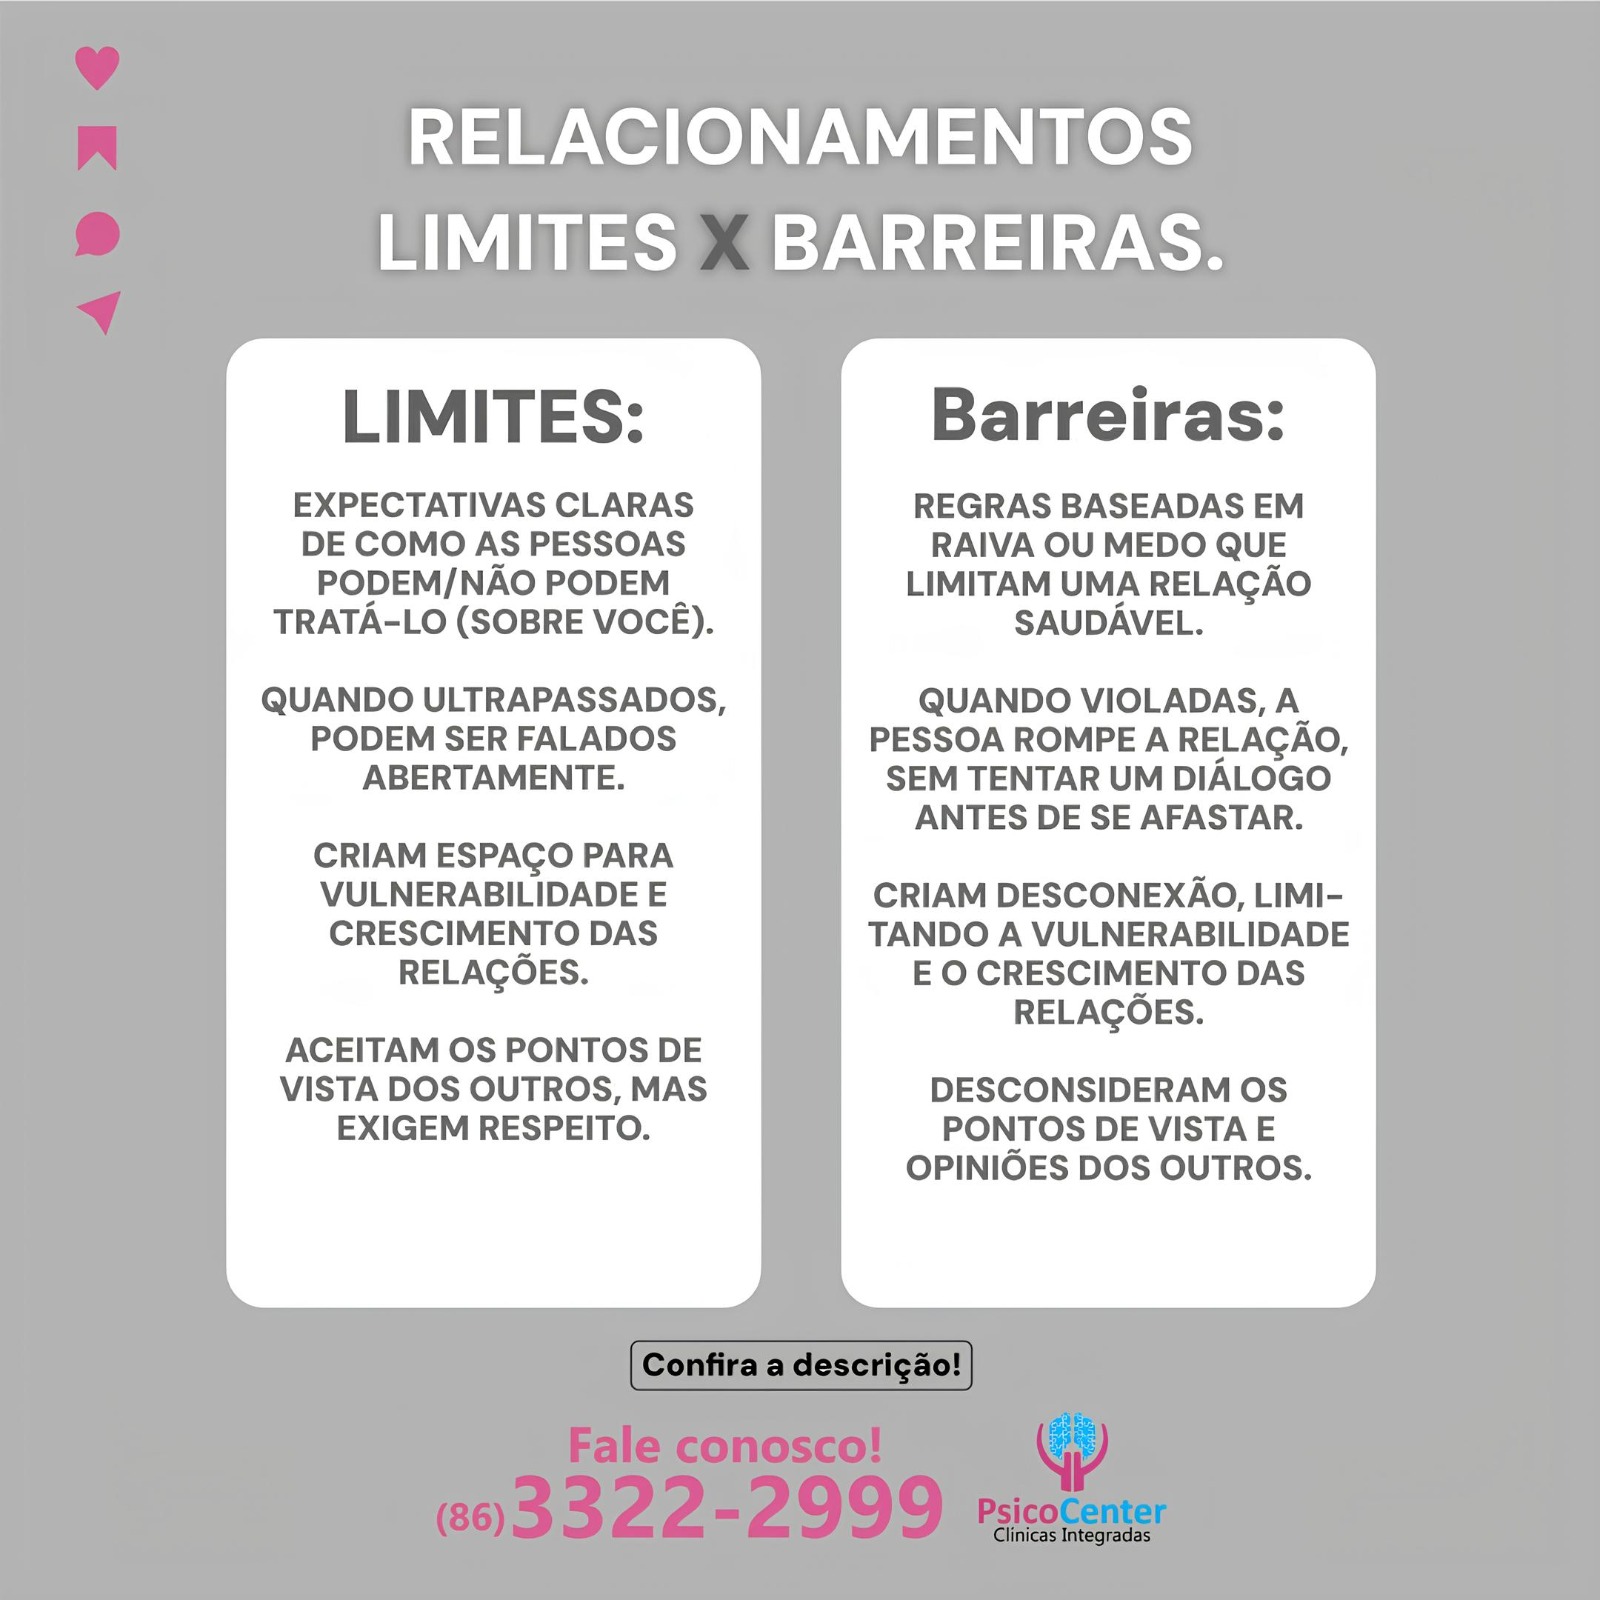 RELACIONAMENTOS
LIMITES X BARREIRAS.
LIMITES:
EXPECTATIVAS CLARAS
DE COMO AS PESSOAS
PODEM/NÃO PODEM
TRATÁ-LO (SOBRE VOCÊ).
QUANDO ULTRAPASSADOS,
PODEM SER FALADOS
ABERTAMENTE.
CRIAM ESPAÇO PARA
VULNERABILIDADE E
CRESCIMENTO DAS
RELAÇÕES.
ACEITAM OS PONTOS DE
VISTA DOS OUTROS, MAS
EXIGEM RESPEITO.
Barreiras:
REGRAS BASEADAS EM
RAIVA OU MEDO QUE
LIMITAM UMA RELAÇÃO
SAUDÁVEL.
QUANDO VIOLADAS, A
PESSOA ROMPE A RELAÇÃO,
SEM TENTAR UM DIÁLOGO
ANTES DE SE AFASTAR.
CRIAM DESCONEXÃO, LIMI-
TANDO A VULNERABILIDADE
E O CRESCIMENTO DAS
RELAÇÕES.
DESCONSIDERAM OS
PONTOS DE VISTA E
OPINIÕES DOS OUTROS.
Confira a descrição!
Fale conosco!
(86) 3322-2999
PsicoCenter
Clínicas Integradas